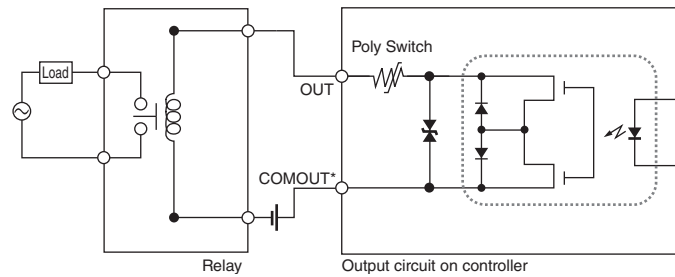 Poly Switch
Load
OUT
COMOUT*
Relay
Output circuit on controller